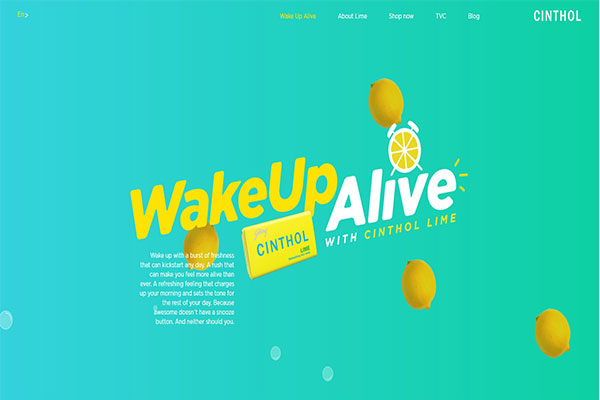 En >
Wake Up Alive About Lime Shop now TVC Blog
CINTHOL
WakeUp
Alive
WITH CINTHOL LIME
CINTHOL
LIME
Wake up with a burst of freshness
that can kickstart any day. A rush that
can make you feel more alive than
ever. A refreshing feeling that charges
up your morning and sets the tone for
the rest of your day. Because
awesome doesn't have a snooze
button. And neither should you.